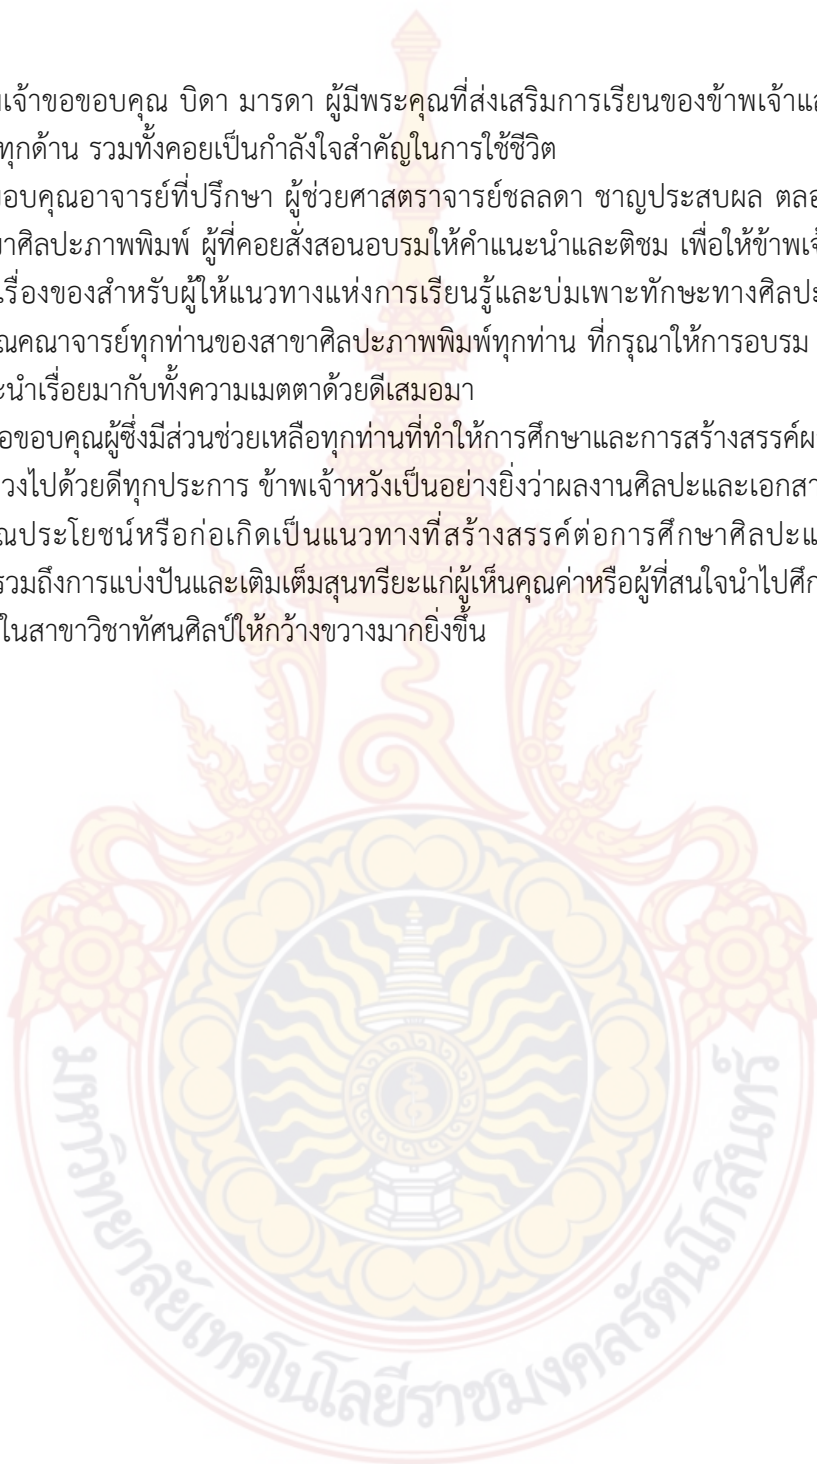 เจ้าขอขอบคุณ บิดา มารดา ผู้มีพระคุณที่ส่งเสริมการเรียนของข้าพเจ้าแล
ทุกด้าน รวมทั้งคอยเป็นกำลังใจสำคัญในการใช้ชีวิต
ขอบคุณอาจารย์ที่ปรึกษา ผู้ช่วยศาสตราจารย์ชลลดา ชาญประสบผล ตลอ
าศิลปะภาพพิมพ์ ผู้ที่คอยสั่งสอนอบรมให้คำแนะนำและติชม เพื่อให้ข้าพเจ้
เรื่องของสำหรับผู้ให้แนวทางแห่งการเรียนรู้และบ่มเพาะทักษะทางศิลปะ
ณคณาจารย์ทุกท่านของสาขาศิลปะภาพพิมพ์ทุกท่าน ที่กรุณาให้การอบรม
ะนำเรื่อยมากับทั้งความเมตตาด้วยดีเสมอมา
อขอบคุณผู้ซึ่งมีส่วนช่วยเหลือทุกท่านที่ทำให้การศึกษาและการสร้างสรรค์ผ
วงไปด้วยดีทุกประการ ข้าพเจ้าหวังเป็นอย่างยิ่งว่าผลงานศิลปะและเอกสา
ณประโยชน์หรือก่อเกิดเป็นแนวทางที่สร้างสรรค์ต่อการศึกษาศิลปะแ
รวมถึงการแบ่งปันและเติมเต็มสุนทรียะแก่ผู้เห็นคุณค่าหรือผู้ที่สนใจนำไปศึก
ในสาขาวิชาทัศนศิลป์ให้กว้างขวางมากยิ่งขึ้น
มหาวิทยาลัยเทคโนโลยีราชมงคลรัตนโกสินทร์